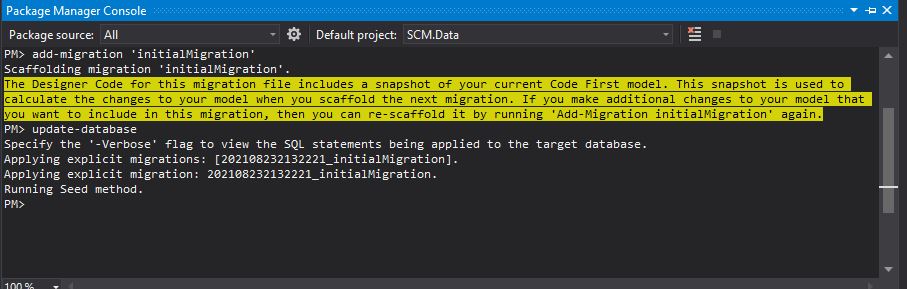 Package Manager Console
Package source: All Default project: SCM.Data
PM> add-migration 'initialMigration'
Scaffolding migration 'initialMigration'.
The Designer Code for this migration file includes a snapshot of your current Code First model. This snapshot is used to
calculate the changes to your model when you scaffold the next migration. If you make additional changes to your model that
you want to include in this migration, then you can re-scaffold it by running 'Add-Migration initialMigration' again.
PM> update-database
Specify the '-Verbose' flag to view the SQL statements being applied to the target database.
Applying explicit migrations: [202108232132221_initialMigration].
Applying explicit migration: 202108232132221_initialMigration.
Running Seed method.
PM>
100 %